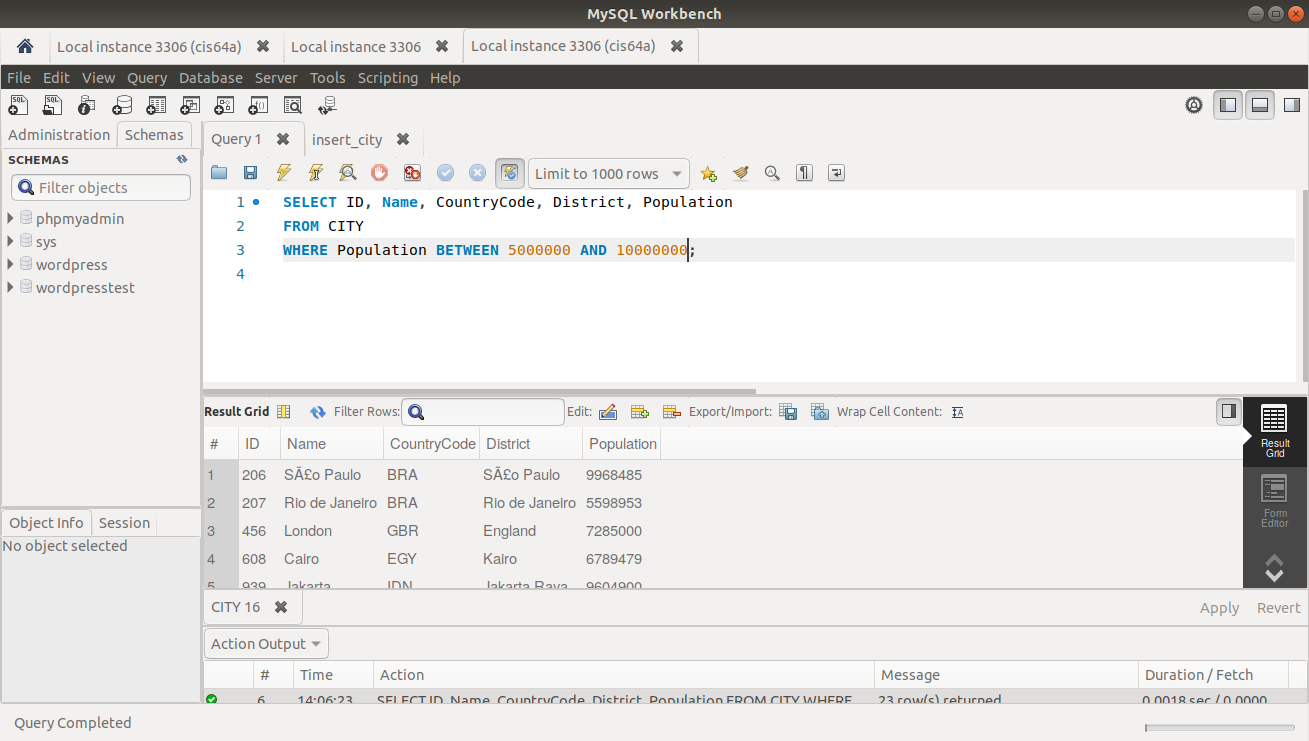 MySQL Workbench
Local instance 3306 (cis64a) Local instance 3306 Local instance 3306 (cis64a)
File Edit View Query Database Server Tools Scripting Help
Administration Schemas Query 1 insert_city
SCHEMAS
Filter objects
Limit to 1000 rows
phpmyadmin
sys
wordpress
wordpresstest
1 SELECT ID, Name, CountryCode, District, Population
2 FROM CITY
3 WHERE Population BETWEEN 5000000 AND 10000000;
4
Result Grid Filter Rows: Edit: Export/Import: Wrap Cell Content:
# ID Name CountryCode District Population
1 206 SÃ£o Paulo BRA SÃ£o Paulo 9968485
2 207 Rio de Janeiro BRA Rio de Janeiro 5598953
3 456 London GBR England 7285000
4 608 Cairo EGY Kairo 6789479
5 939 Jakarta IDN Jakarta Raya 9604900
Result
Grid
Form
Editor
Object Info Session
No object selected
CITY 16 Apply Revert
Action Output
# Time Action Message Duration / Fetch
6 14:06:23 SELECT ID, Name, CountryCode, District, Population FROM CITY WHERE 23 row(s) returned 0.0018 sec / 0.0000
Query Completed